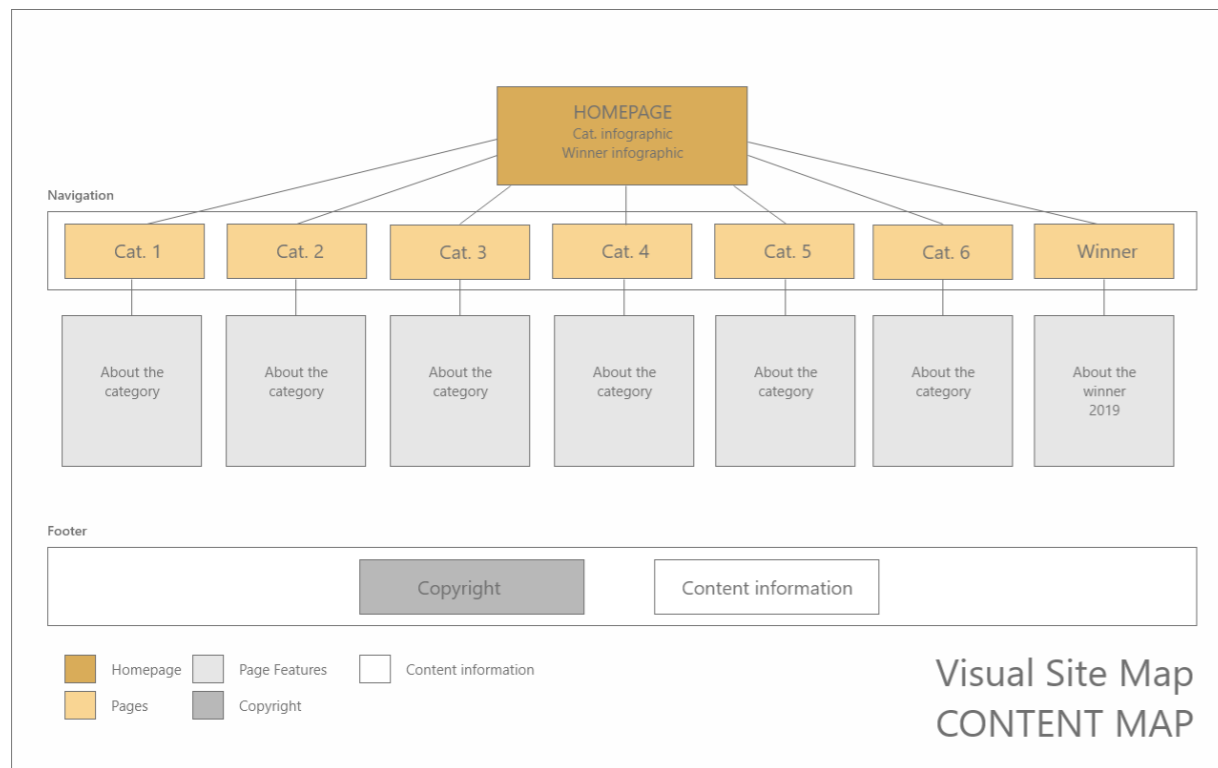 HOMEPAGE
Cat. infographic
Winner infographic
Navigation
Cat. 1
Cat. 2
Cat. 3
Cat. 4
Cat. 5
Cat. 6
Winner
About the
category
About the
category
About the
category
About the
category
About the
category
About the
category
About the
winner
2019
Footer
Copyright
Content information
Homepage
Page Features
Content information
Pages
Copyright
Visual Site Map
CONTENT MAP